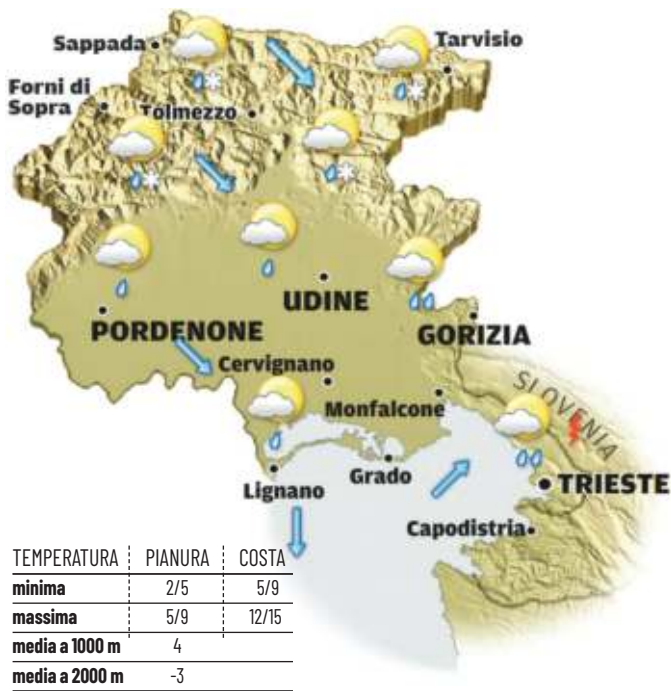 Sappada
Tarvisio
Forni di
Sopra
Tolmezzo
UDINE
PORDENONE
GORIZIA
Cervignano
SLOVENIA
Monfalcone
Lignano
Grado
TRIESTE
Capodistria
TEMPERATURA PIANURA COSTA
minima 2/5 5/9
massima 5/9 12/15
media a 1000 m 4
media a 2000 m -3